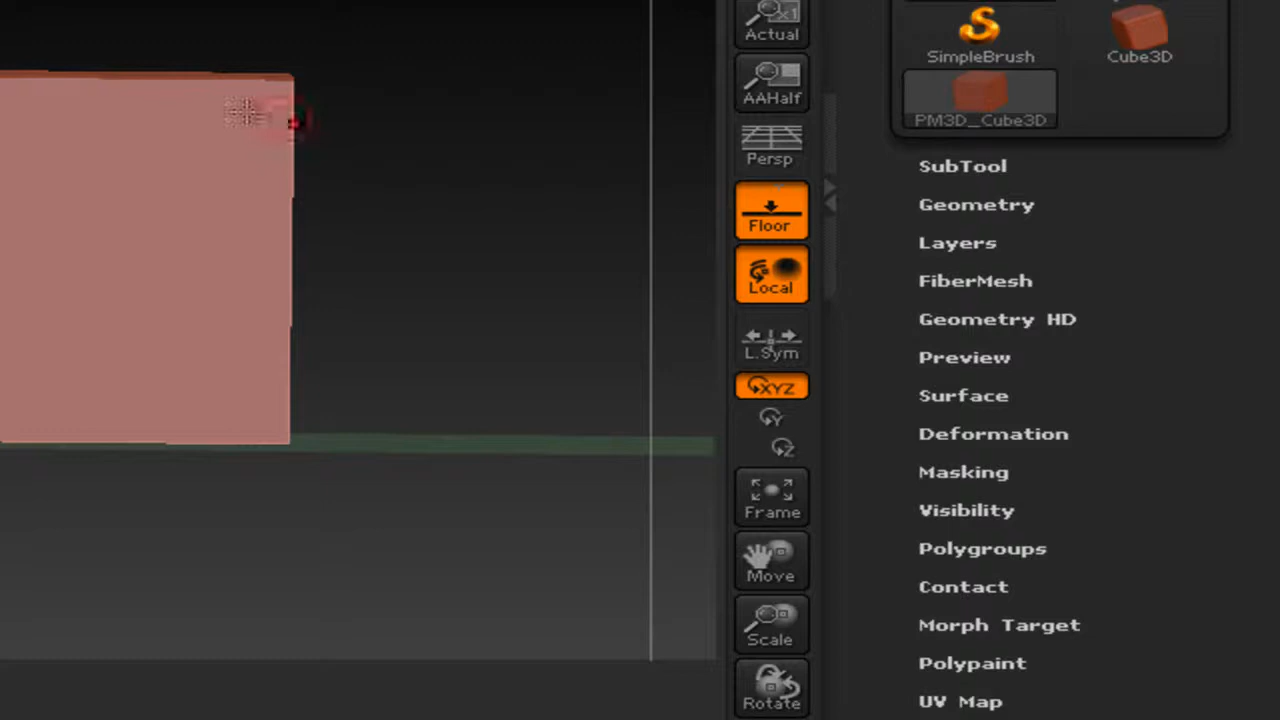 Actual
AAHalf
Persp
Floor
Local
L.Sym
XYZ
Y
Z
Frame
Move
Scale
Rotate
SimpleBrush
Cube3D
PM3D_Cube3D
SubTool
Geometry
Layers
FiberMesh
Geometry HD
Preview
Surface
Deformation
Masking
Visibility
Polygroups
Contact
Morph Target
Polypaint
UV Map